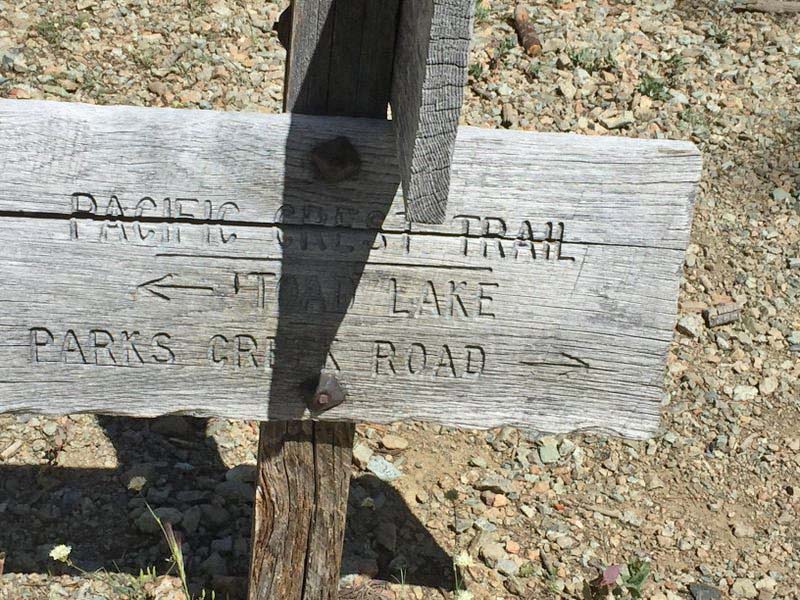 PACIFIC CREST TRAIL
← TOAD LAKE
PARKS CREEK ROAD →